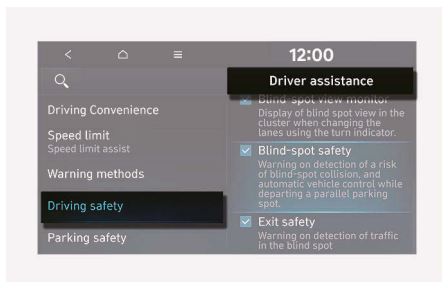 12:00
Driver assistance
Driving Convenience
Speed limit
Speed limit assist
Warning methods
Driving safety
Parking safety
Blind-spot view monitor
Display of blind spot view in the
cluster when changing the
lanes using the turn indicator.
Blind-spot safety
Warning on detection of a risk
of blind-spot collision, and
automatic vehicle control while
departing a parallel parking
spot.
Exit safety
Warning on detection of traffic
in the blind spot